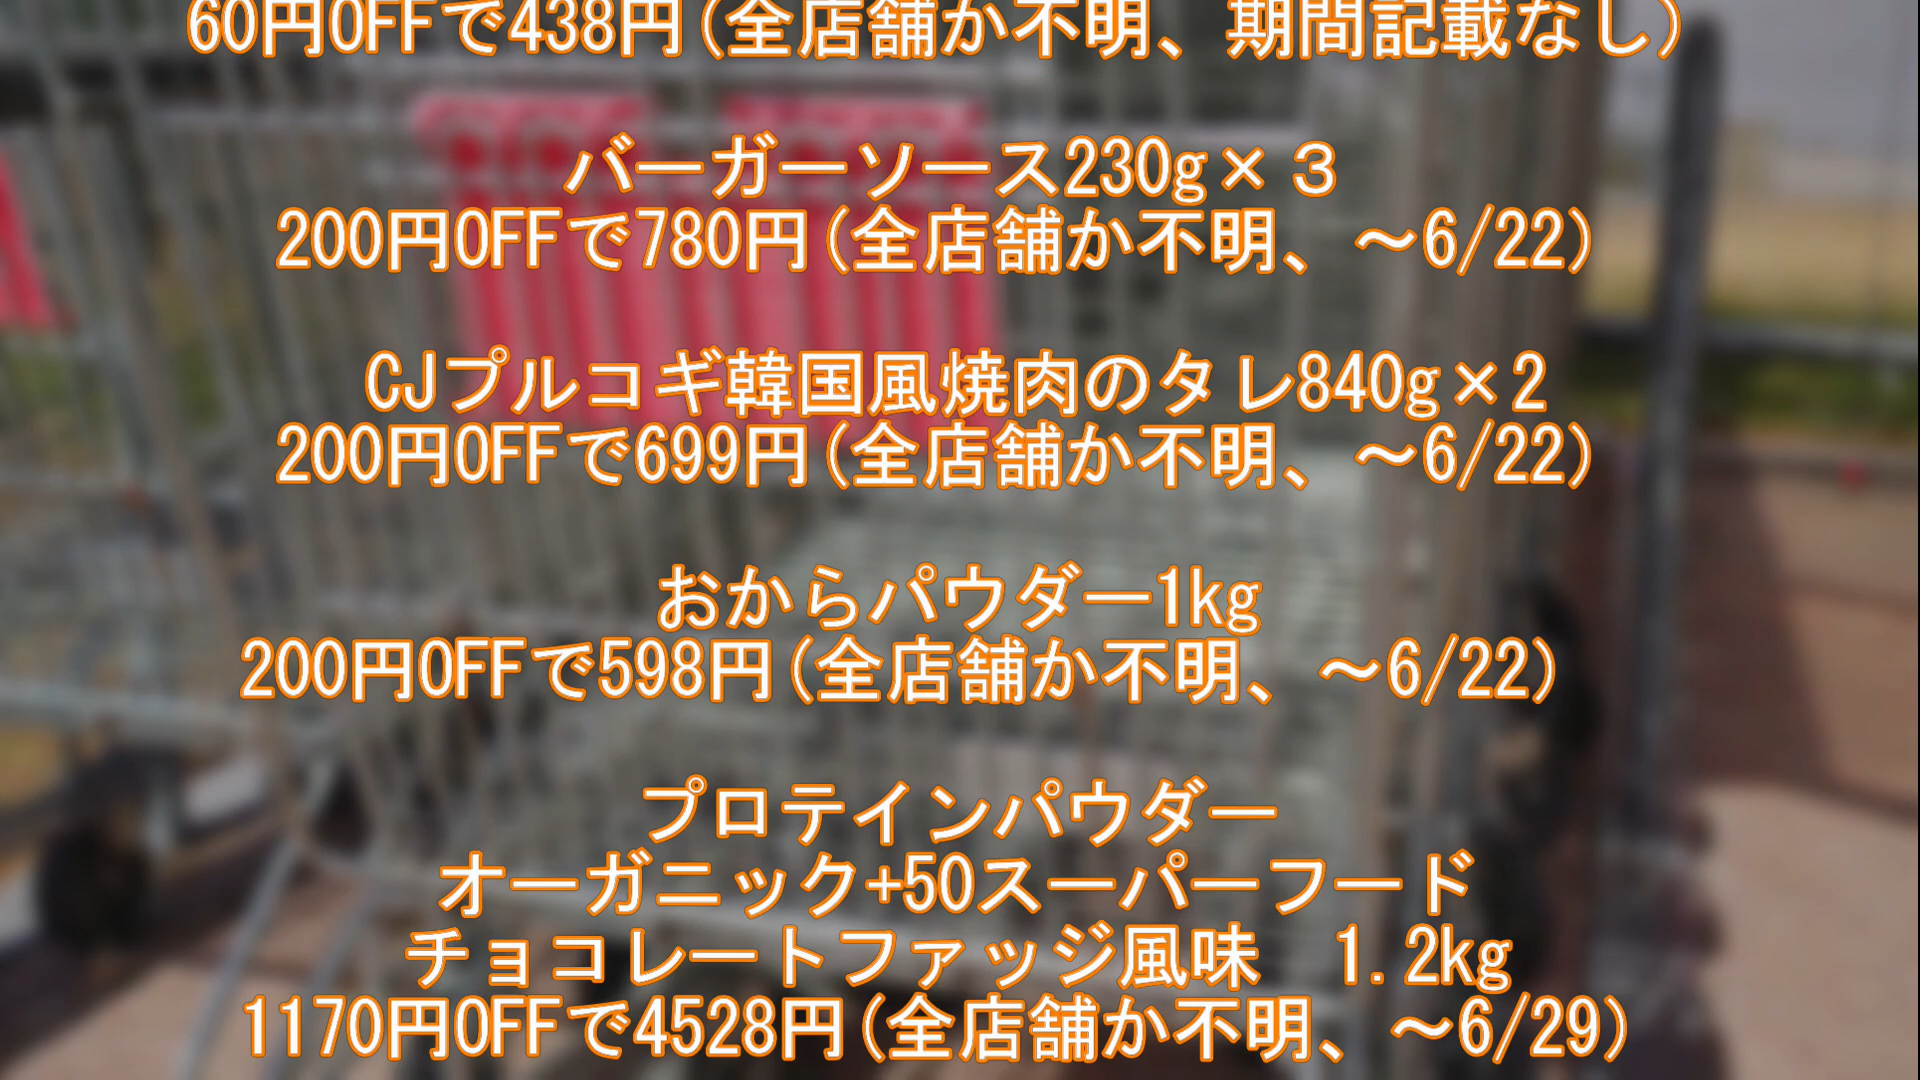 60円OFFで438円(全店舗か不明、期間記載なし)
バーガーソース230g×３
200円OFFで780円(全店舗か不明、～6/22)
CJプルコギ韓国風焼肉のタレ840g×2
200円OFFで699円(全店舗か不明、～6/22)
おからパウダー1kg
200円OFFで598円(全店舗か不明、～6/22)
プロテインパウダー
オーガニック+50スーパーフード
チョコレートファッジ風味　1.2kg
1170円OFFで4528円(全店舗か不明、～6/29)